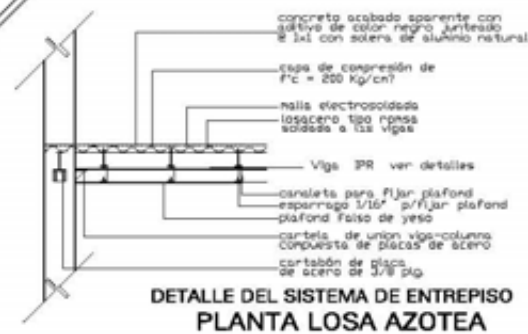 concreto acabado aparente con
aditivo de color negro junteado
e 1x1 con solera de aluminio natural
capa de compresión de
f'c = 200 Kg/cm?
malla electrosoldada
losacero tipo romsa
soldada a las vigas
Viga IPR ver detalles
canaleta para fijar plafond
esparrago 1/16" p/fijar plafond
plafond falso de yeso
cartela de union viga-columna
compuesta de placas de acero
cartabón de placa
de acero de 3/8 plg.
DETALLE DEL SISTEMA DE ENTREPISO
PLANTA LOSA AZOTEA